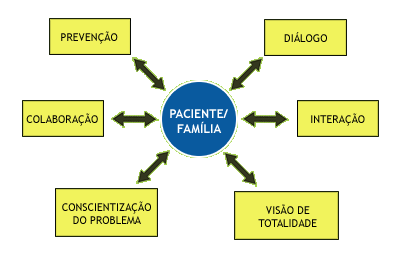 PREVENÇÃO
DIÁLOGO
COLABORAÇÃO
PACIENTE/
FAMÍLIA
INTERAÇÃO
CONSCIENTIZAÇÃO
DO PROBLEMA
VISÃO DE
TOTALIDADE